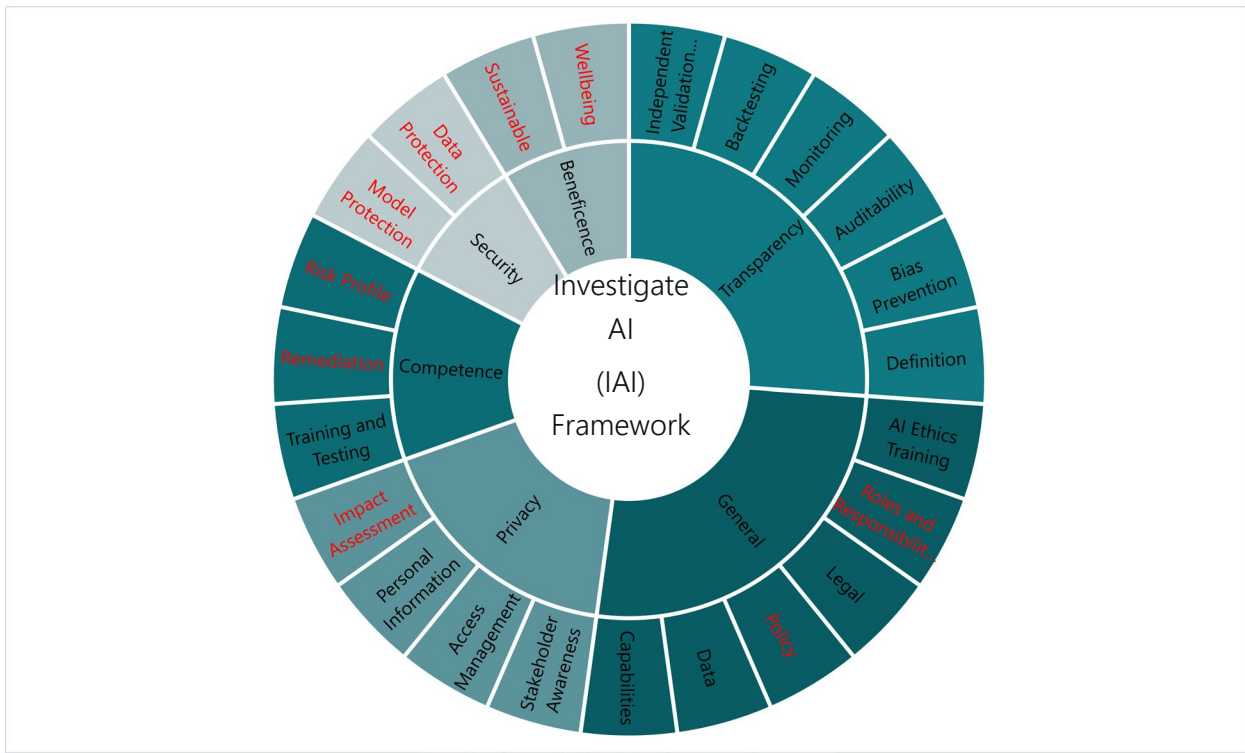 Investigate
AI
(IAI)
Framework
Transparency
Independent
Validation...
Backtesting
Monitoring
Auditability
Bias
Prevention
Definition
General
AI Ethics
Training
Roles and
Responsibilit...
Legal
Policy
Data
Capabilities
Privacy
Stakeholder
Awareness
Access
Management
Personal
Information
Impact
Assessment
Competence
Training and
Testing
Remediation
Risk Profile
Security
Model
Protection
Data
Protection
Beneficence
Sustainable
Wellbeing